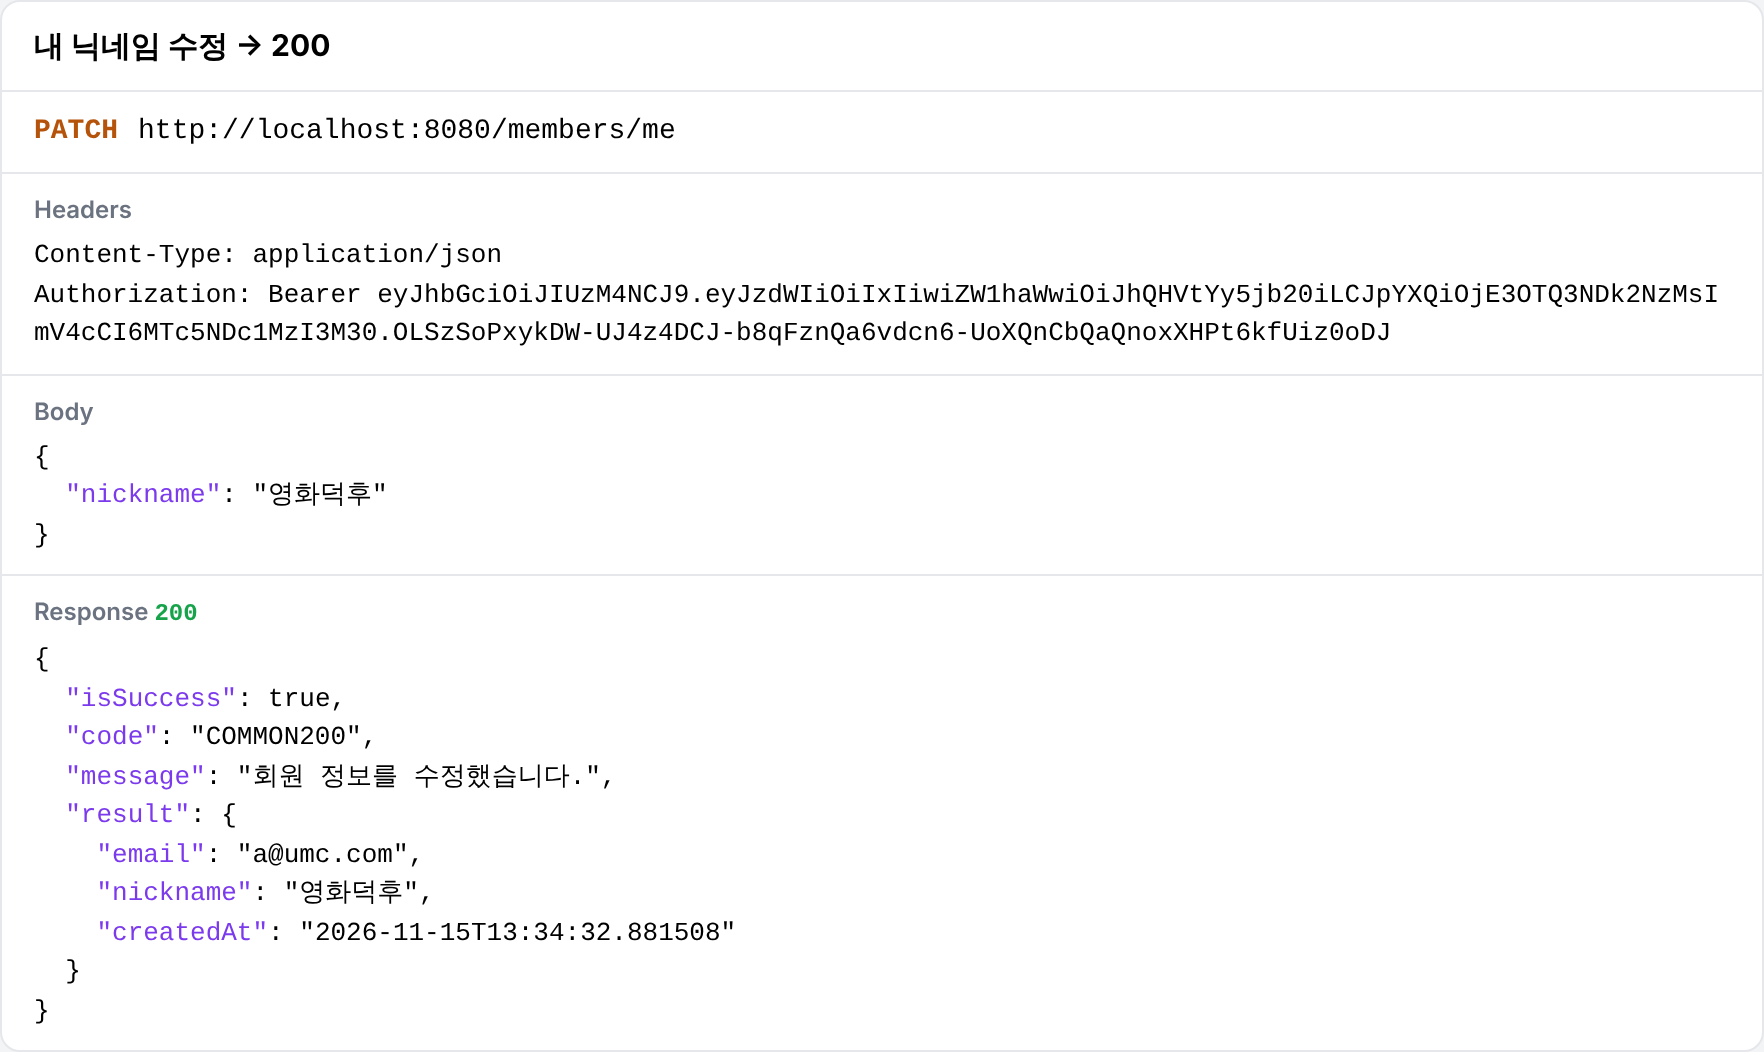 내 닉네임 수정 → 200
PATCH http://localhost:8080/members/me
Headers
Content-Type: application/json
Authorization: Bearer eyJhbGciOiJIUzM4NCJ9.eyJzdWIiOiIxIiwiZW1haWwiOiJhQHVtYy5jb20iLCJpYXQiOjE3OTQ3NDk2NzMsI
mV4cCI6MTc5NDc1MzI3M30.OLSzSoPxykDW-UJ4z4DCJ-b8qFznQa6vdcn6-UoXQnCbQaQnoxXHPt6kfUiz0oDJ
Body
{
  "nickname": "영화덕후"
}
Response 200
{
  "isSuccess": true,
  "code": "COMMON200",
  "message": "회원 정보를 수정했습니다.",
  "result": {
    "email": "a@umc.com",
    "nickname": "영화덕후",
    "createdAt": "2026-11-15T13:34:32.881508"
  }
}